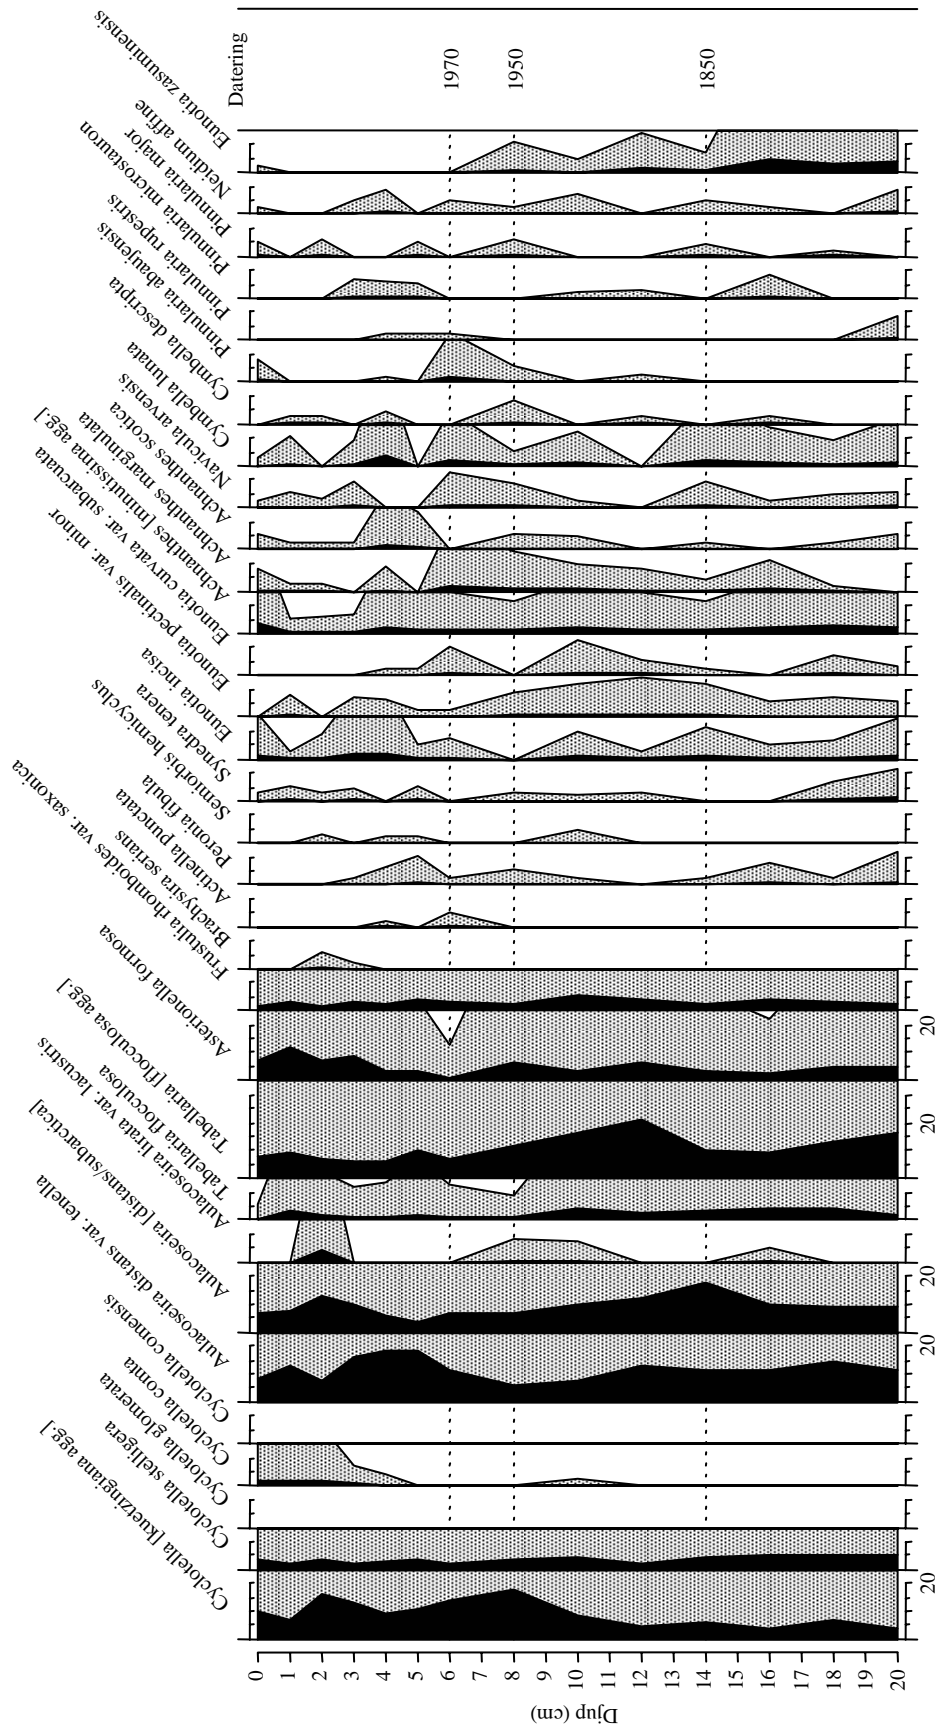 Djup (cm)
0
1
2
3
4
5
6
7
8
9
10
11
12
13
14
15
16
17
18
19
20
Cyclotella [kuetzingiana agg.]
Cyclotella stelligera
Cyclotella glomerata
Cyclotella comta
Cyclotella comensis
Aulacoseira distans var. tenella
Aulacoseira [distans/subarctica]
Aulacoseira lirata var. lacustris
Tabellaria flocculosa
Tabellaria [flocculosa agg.]
Asterionella formosa
Frustulia rhomboides var. saxonica
Brachysira serians
Actinella punctata
Peronia fibula
Semiorbis hemicyclus
Synedra tenera
Eunotia incisa
Eunotia pectinalis var. minor
Eunotia curvata var. subarcuata
Achnanthes [minutissima agg.]
Achnanthes marginulata
Achnanthes scotica
Navicula arvensis
Cymbella lunata
Cymbella descripta
Pinnularia abaujensis
Pinnularia rupestris
Pinnularia microstauron
Pinnularia major
Neidium affine
Eunotia zasuminensis
Datering
1970
1950
1850
20
20
20
20
20